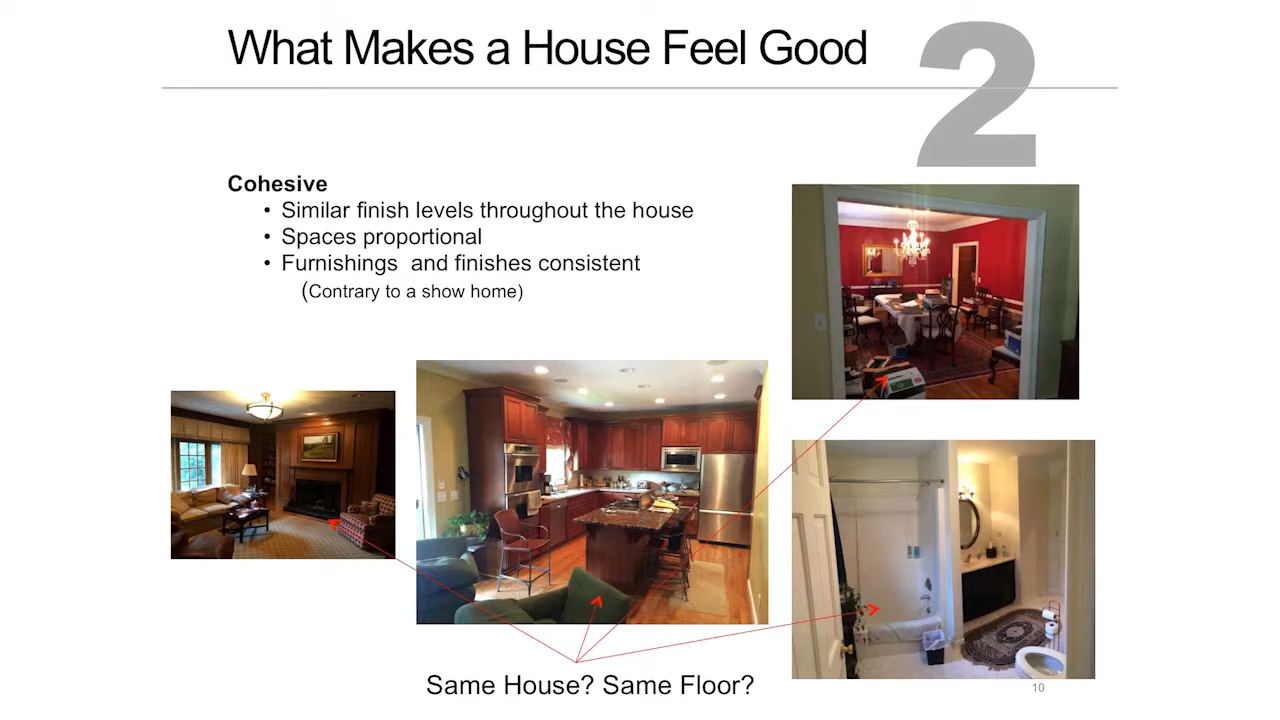 What Makes a House Feel Good
2
Cohesive
• Similar finish levels throughout the house
• Spaces proportional
• Furnishings  and finishes consistent
(Contrary to a show home)
Same House? Same Floor?
10